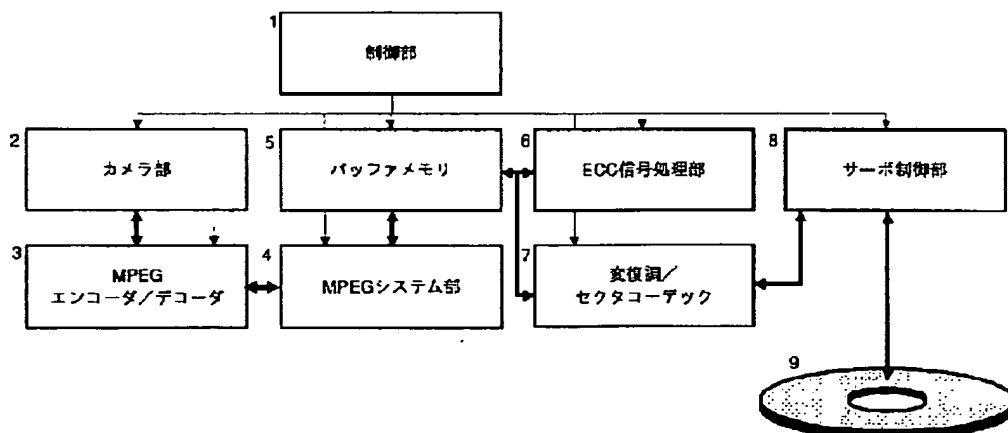 1
制御部
2
カメラ部
5
バッファメモリ
6
ECC信号処理部
8
サーボ制御部
3
MPEG
エンコーダ/デコーダ
4
MPEGシステム部
7
変復調/
セクタコーデック
9